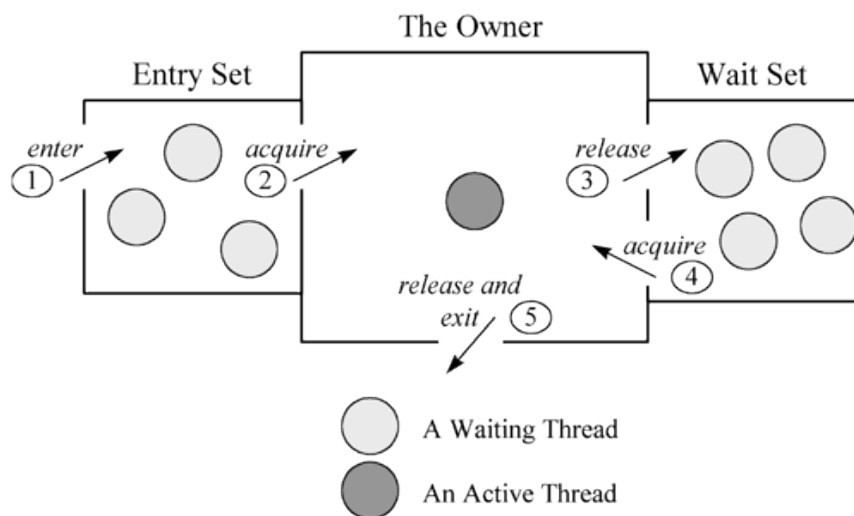 The Owner
Entry Set
Wait Set
enter
1
acquire
2
release
3
acquire
4
release and
exit
5
A Waiting Thread
An Active Thread